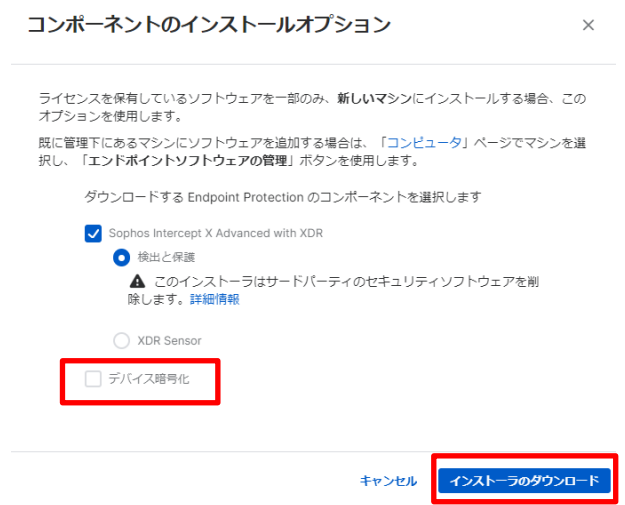 コンポーネントのインストールオプション
ライセンスを保有しているソフトウェアを一部のみ、新しいマシンにインストールする場合、この
オプションを使用します。
既に管理下にあるマシンにソフトウェアを追加する場合は、「コンピュータ」ページでマシンを選
択し、「エンドポイントソフトウェアの管理」ボタンを使用します。
ダウンロードする Endpoint Protection のコンポーネントを選択します
Sophos Intercept X Advanced with XDR
検出と保護
このインストーラはサードパーティのセキュリティソフトウェアを削
除します。詳細情報
XDR Sensor
デバイス暗号化
キャンセル
インストーラのダウンロード